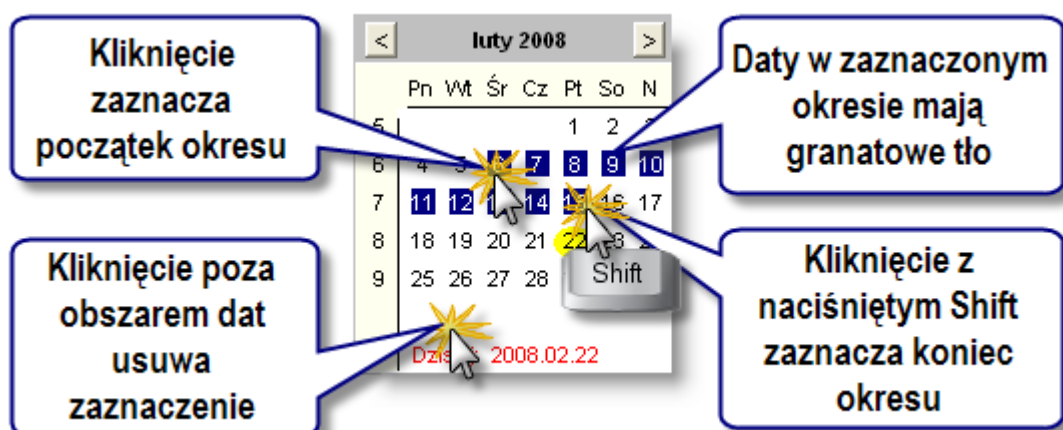 Kliknięcie
zaznacza
początek okresu
< luty 2008 >
Pn Wt Śr Cz Pt So N
5 1 2
6 4 5 6 7 8 9 10
7 11 12 14 15 16 17
8 18 19 20 21 22
9 25 26 27 28
Shift
2008.02.22
Daty w zaznaczonym
okresie mają
granatowe tło
Kliknięcie poza
obszarem dat
usuwa
zaznaczenie
Kliknięcie z
naciśniętym Shift
zaznacza koniec
okresu